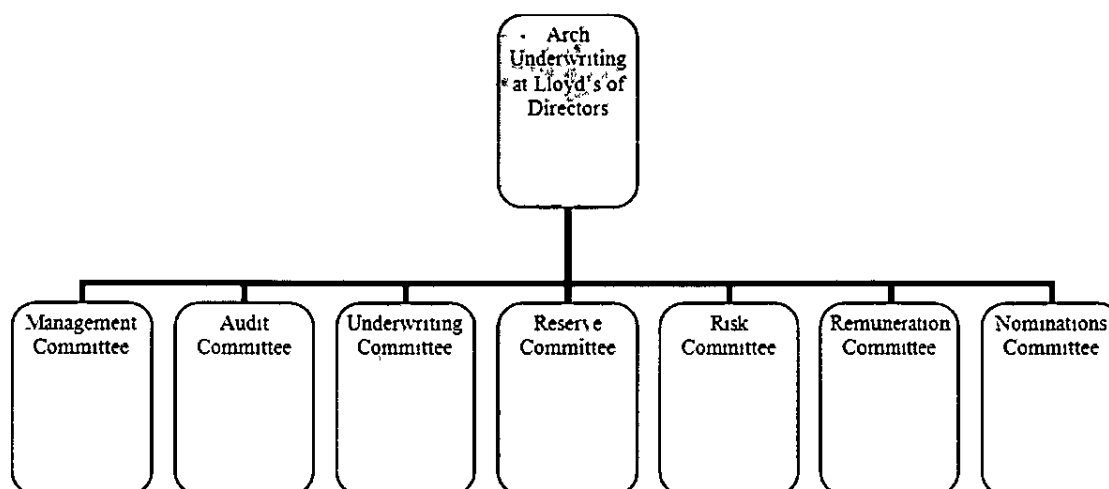 Arch
Underwriting
at Lloyd's of
Directors
Management
Committee
Audit
Committee
Underwriting
Committee
Reserve
Committee
Risk
Committee
Remuneration
Committee
Nominations
Committee